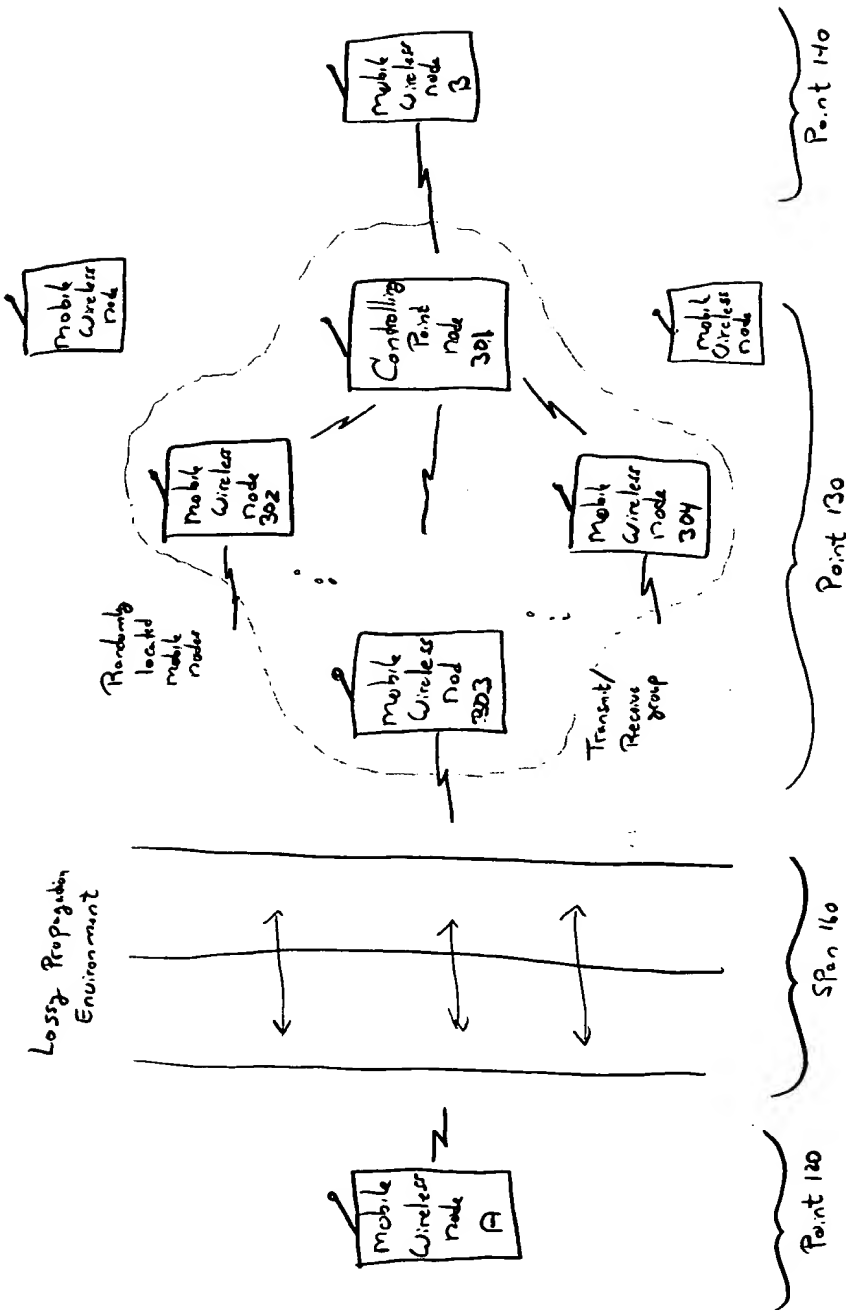 Lossy Propagation
Environment
Mobile
Wireless
node
A
Mobile
Wireless
nod
303
Randomly
located
mobile
nodes
Mobile
Wireless
node
302
Mobile
Wireless
node
304
Transmit/
Receive
group
Controlling
Point
node
301
Mobile
Wireless
node
Mobile
Wireless
node
Mobile
Wireless
node
B
Point 120
Span 160
Point 130
Point 140